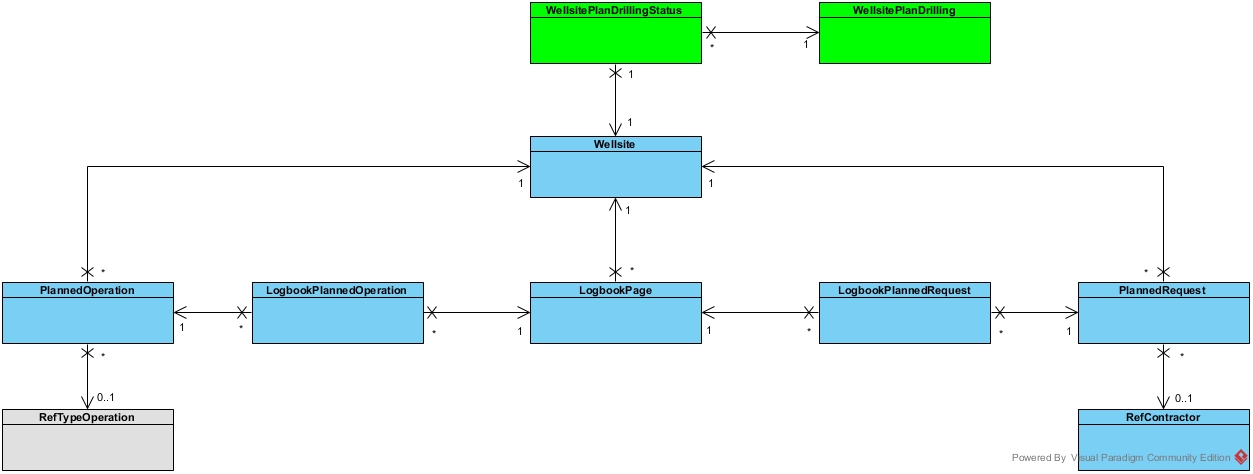 WellsitePlanDrillingStatus
WellsitePlanDrilling
*
1
1
1
Wellsite
1
1
1
*
*
*
PlannedOperation
LogbookPlannedOperation
LogbookPage
LogbookPlannedRequest
PlannedRequest
1
*
*
1
1
*
*
1
*
*
0..1
0..1
RefTypeOperation
RefContractor
Powered By Visual Paradigm Community Edition